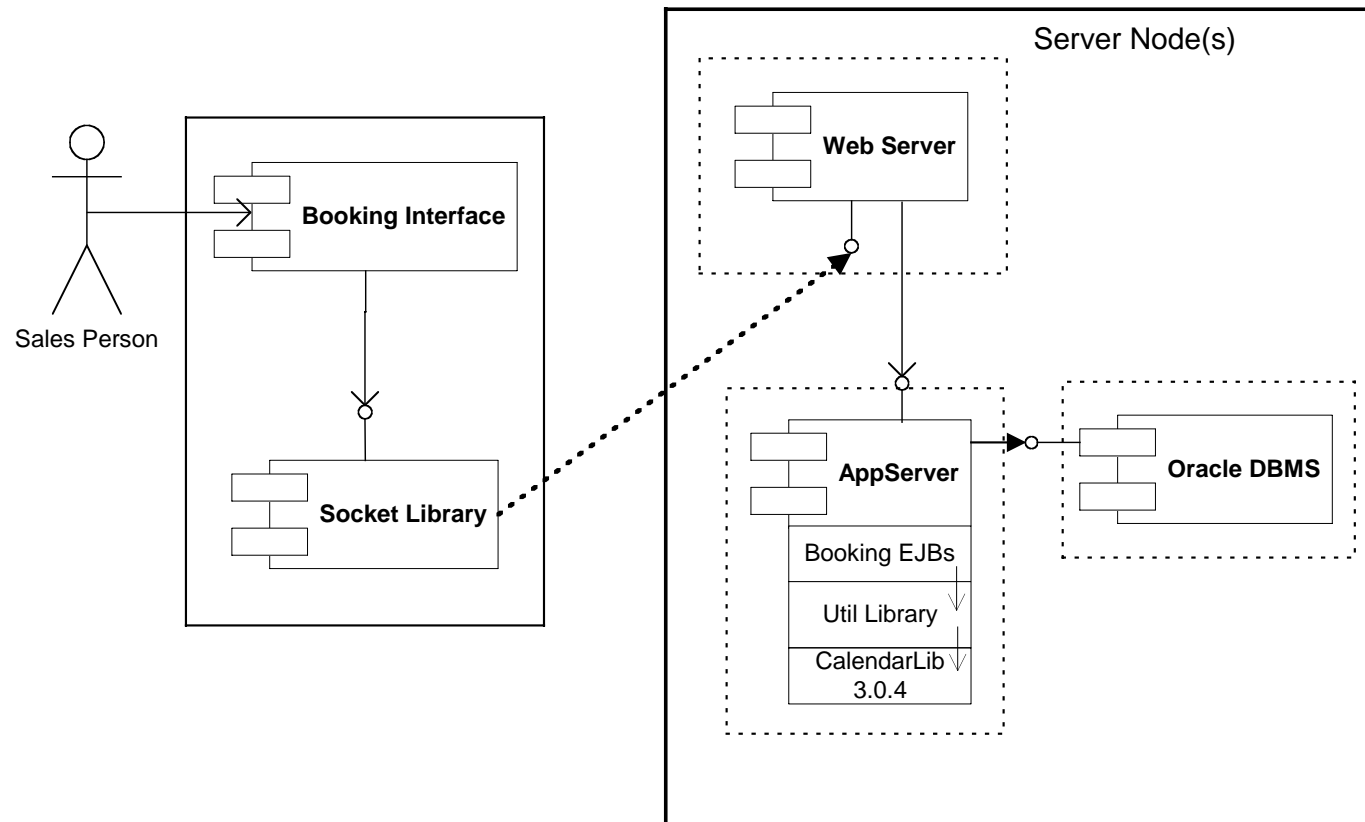 Server Node(s)
Web Server
Booking Interface
Sales Person
Socket Library
AppServer
Booking EJBs
Util Library
CalendarLib
3.0.4
Oracle DBMS